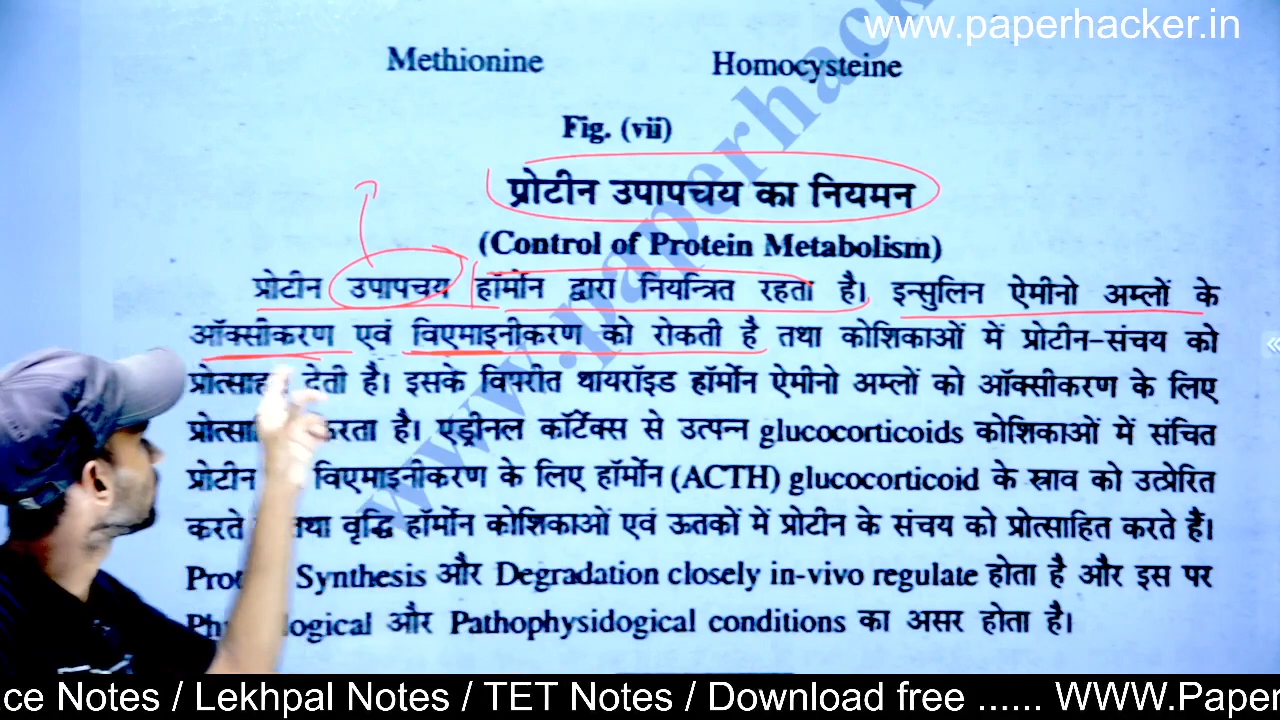 www.paperhacker.in
Methionine Homocysteine
Fig. (vii)
प्रोटीन उपापचय का नियमन
(Control of Protein Metabolism)
प्रोटीन उपापचय हॉर्मोन द्वारा नियन्त्रित रहता है। इन्सुलिन ऐमीनो अम्लों के
ऑक्सीकरण एवं विएमाइनीकरण को रोकती है तथा कोशिकाओं में प्रोटीन-संचय को
देती है। इसके विपरीत थायरॉइड हॉर्मोन ऐमीनो अम्लों को ऑक्सीकरण के लिए
करता है। एड्रीनल कॉर्टेक्स से उत्पन्न glucocorticoids कोशिकाओं में संचित
प्रोटीन विएमाइनीकरण के लिए हॉर्मोन (ACTH) glucocorticoid के स्राव को उत्प्रेरित
करते तथा वृद्धि हॉर्मोन कोशिकाओं एवं ऊतकों में प्रोटीन के संचय को प्रोत्साहित करते हैं।
Synthesis और Degradation closely in-vivo regulate होता है और इस पर
और Pathophysidogical conditions का असर होता है।
ce Notes / Lekhpal Notes / TET Notes / Download free ...... WWW.Paper